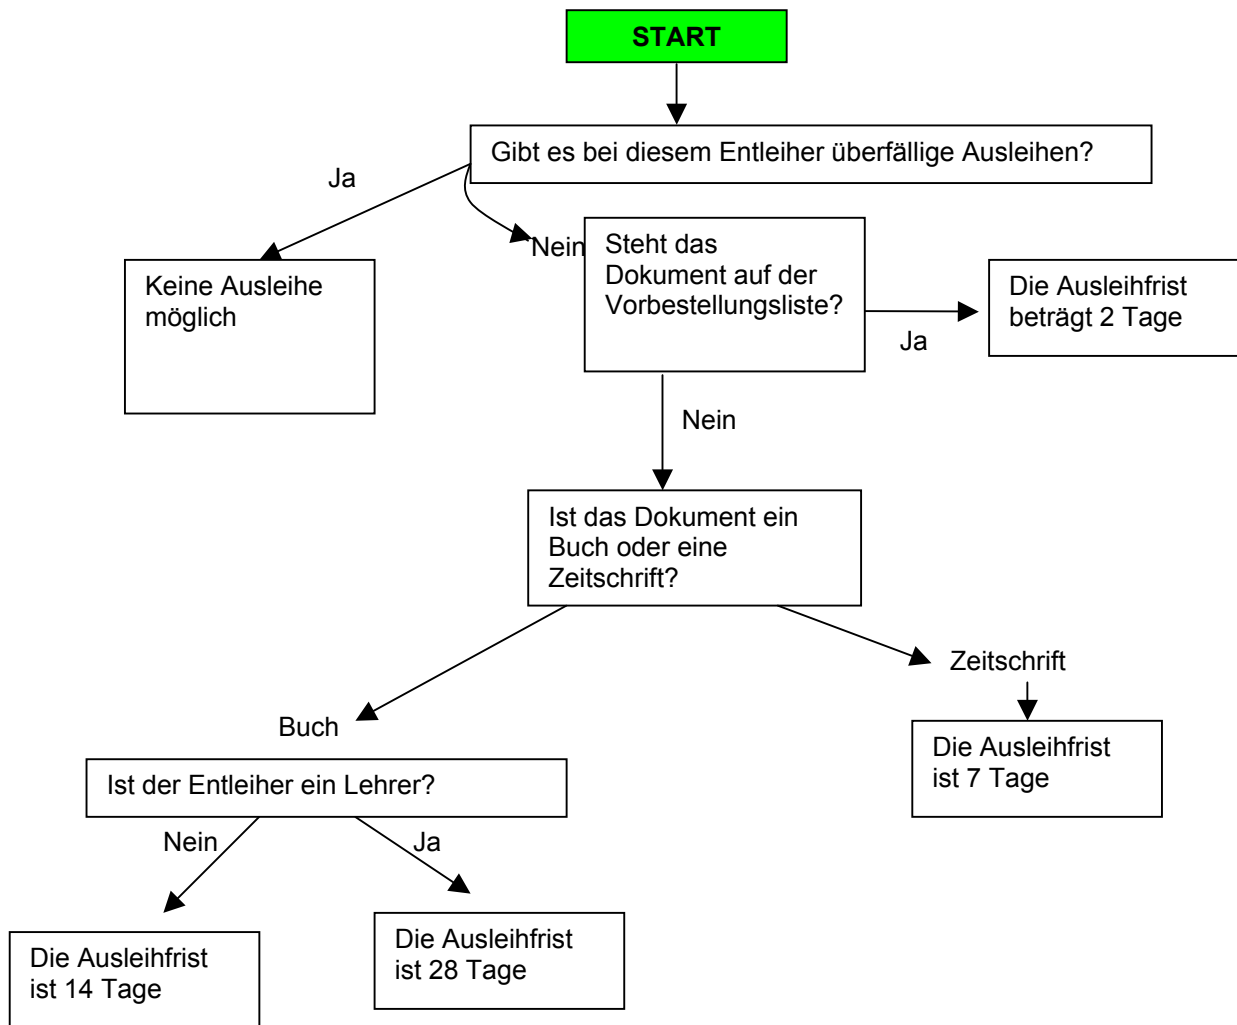 START
Gibt es bei diesem Entleiher überfällige Ausleihen?
Ja
Nein
Steht das
Dokument auf der
Vorbestellungsliste?
Keine Ausleihe
möglich
Die Ausleihfrist
beträgt 2 Tage
Ja
Nein
Ist das Dokument ein
Buch oder eine
Zeitschrift?
Zeitschrift
Buch
Die Ausleihfrist
ist 7 Tage
Ist der Entleiher ein Lehrer?
Nein
Ja
Die Ausleihfrist
ist 14 Tage
Die Ausleihfrist
ist 28 Tage